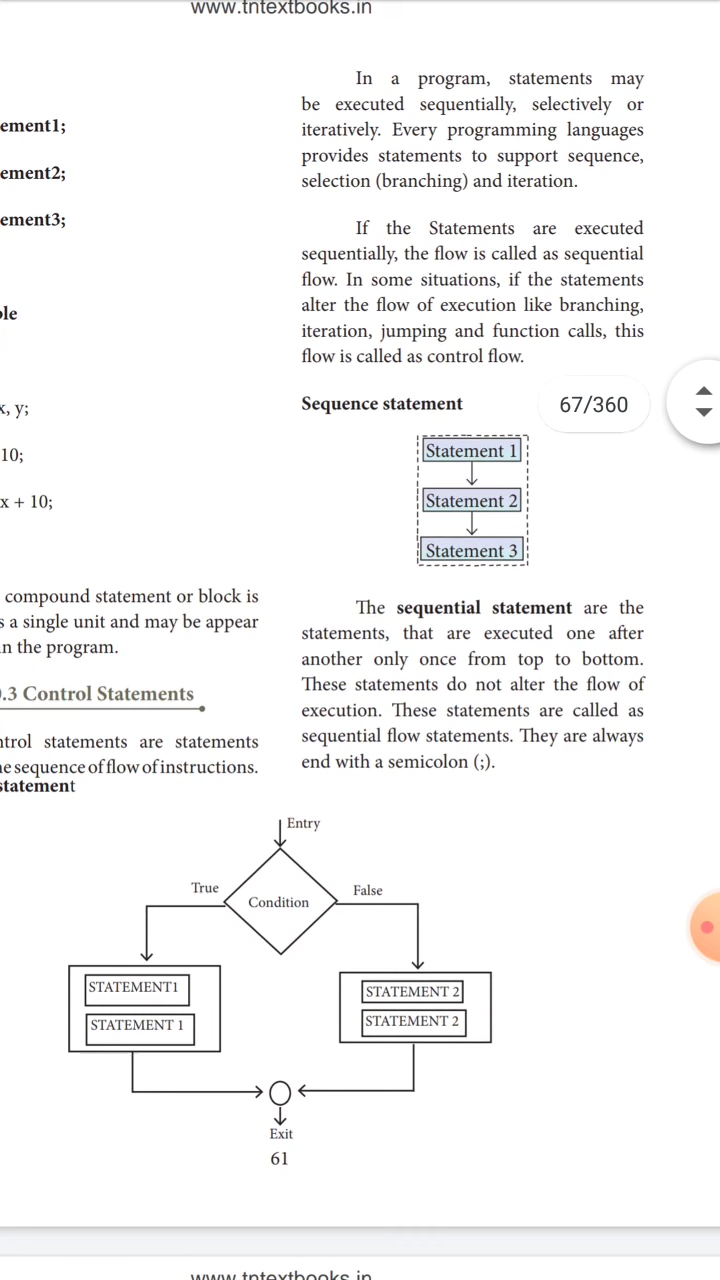 www.tntextbooks.in
ement1;
ement2;
ement3;
ole
x, y;
10;
x + 10;
compound statement or block is
s a single unit and may be appear
in the program.
0.3 Control Statements
ntrol statements are statements
ne sequence of flow of instructions.
statement
In a program, statements may
be executed sequentially, selectively or
iteratively. Every programming languages
provides statements to support sequence,
selection (branching) and iteration.
If the Statements are executed
sequentially, the flow is called as sequential
flow. In some situations, if the statements
alter the flow of execution like branching,
iteration, jumping and function calls, this
flow is called as control flow.
Sequence statement
67/360
Statement 1
Statement 2
Statement 3
The sequential statement are the
statements, that are executed one after
another only once from top to bottom.
These statements do not alter the flow of
execution. These statements are called as
sequential flow statements. They are always
end with a semicolon (;).
Entry
True
Condition
False
STATEMENT1
STATEMENT 1
STATEMENT 2
STATEMENT 2
Exit
61
www.tntextbooks.in